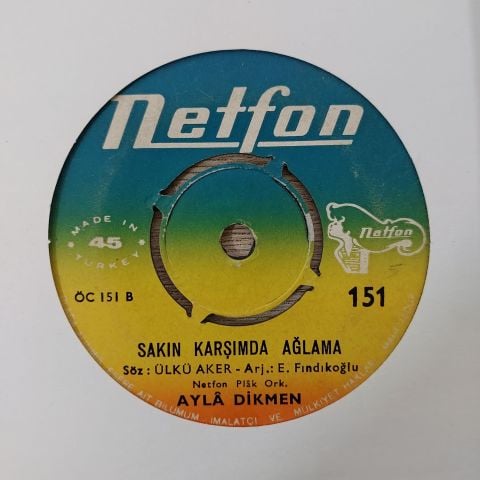 Netfon
MADE IN
45
TURKEY
Netfon
ÖC 151 B
151
SAKIN KARŞIMDA AĞLAMA
Söz : ÜLKÜ AKER - Arj.: E. Fındıkoğlu
Netfon Plâk Ork.
AYLÂ DİKMEN
AİT BİLUMUM İMALATÇI VE MÜLKİYET HAKLARI